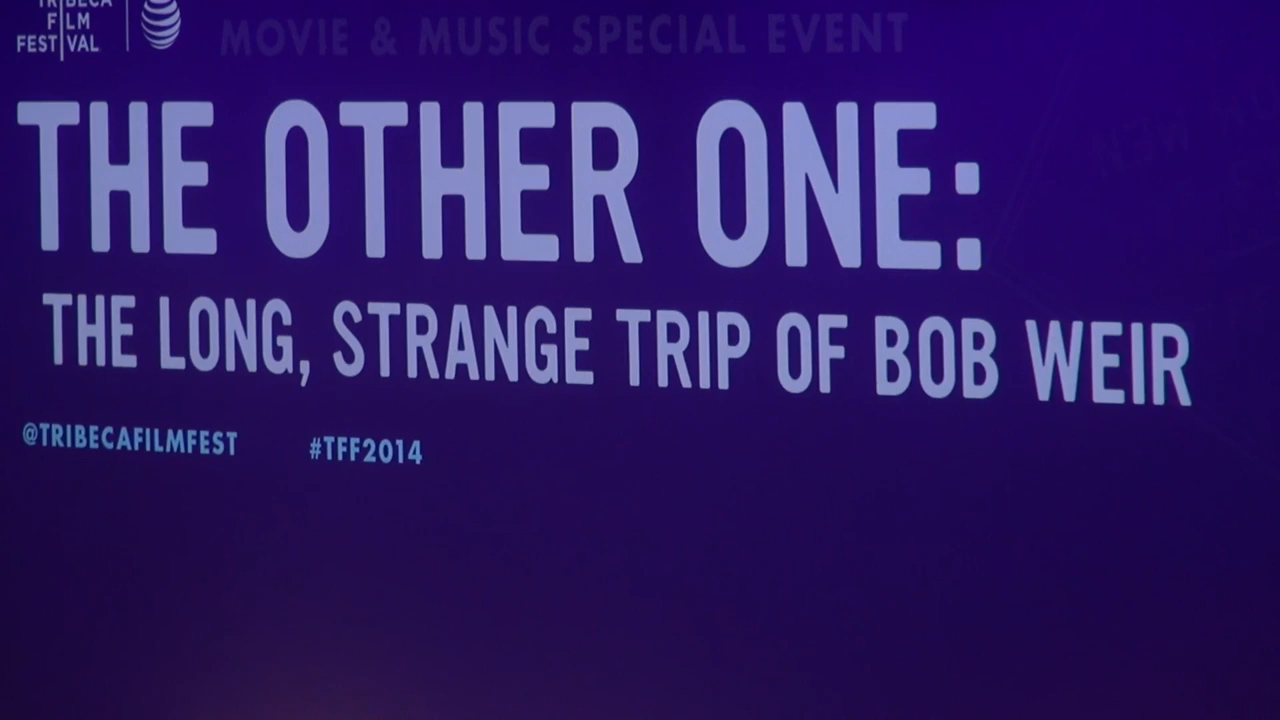 TRIBECA
FILM
FESTIVAL
MOVIE & MUSIC SPECIAL EVENT
THE OTHER ONE:
THE LONG, STRANGE TRIP OF BOB WEIR
@TRIBECAFILMFEST #TFF2014